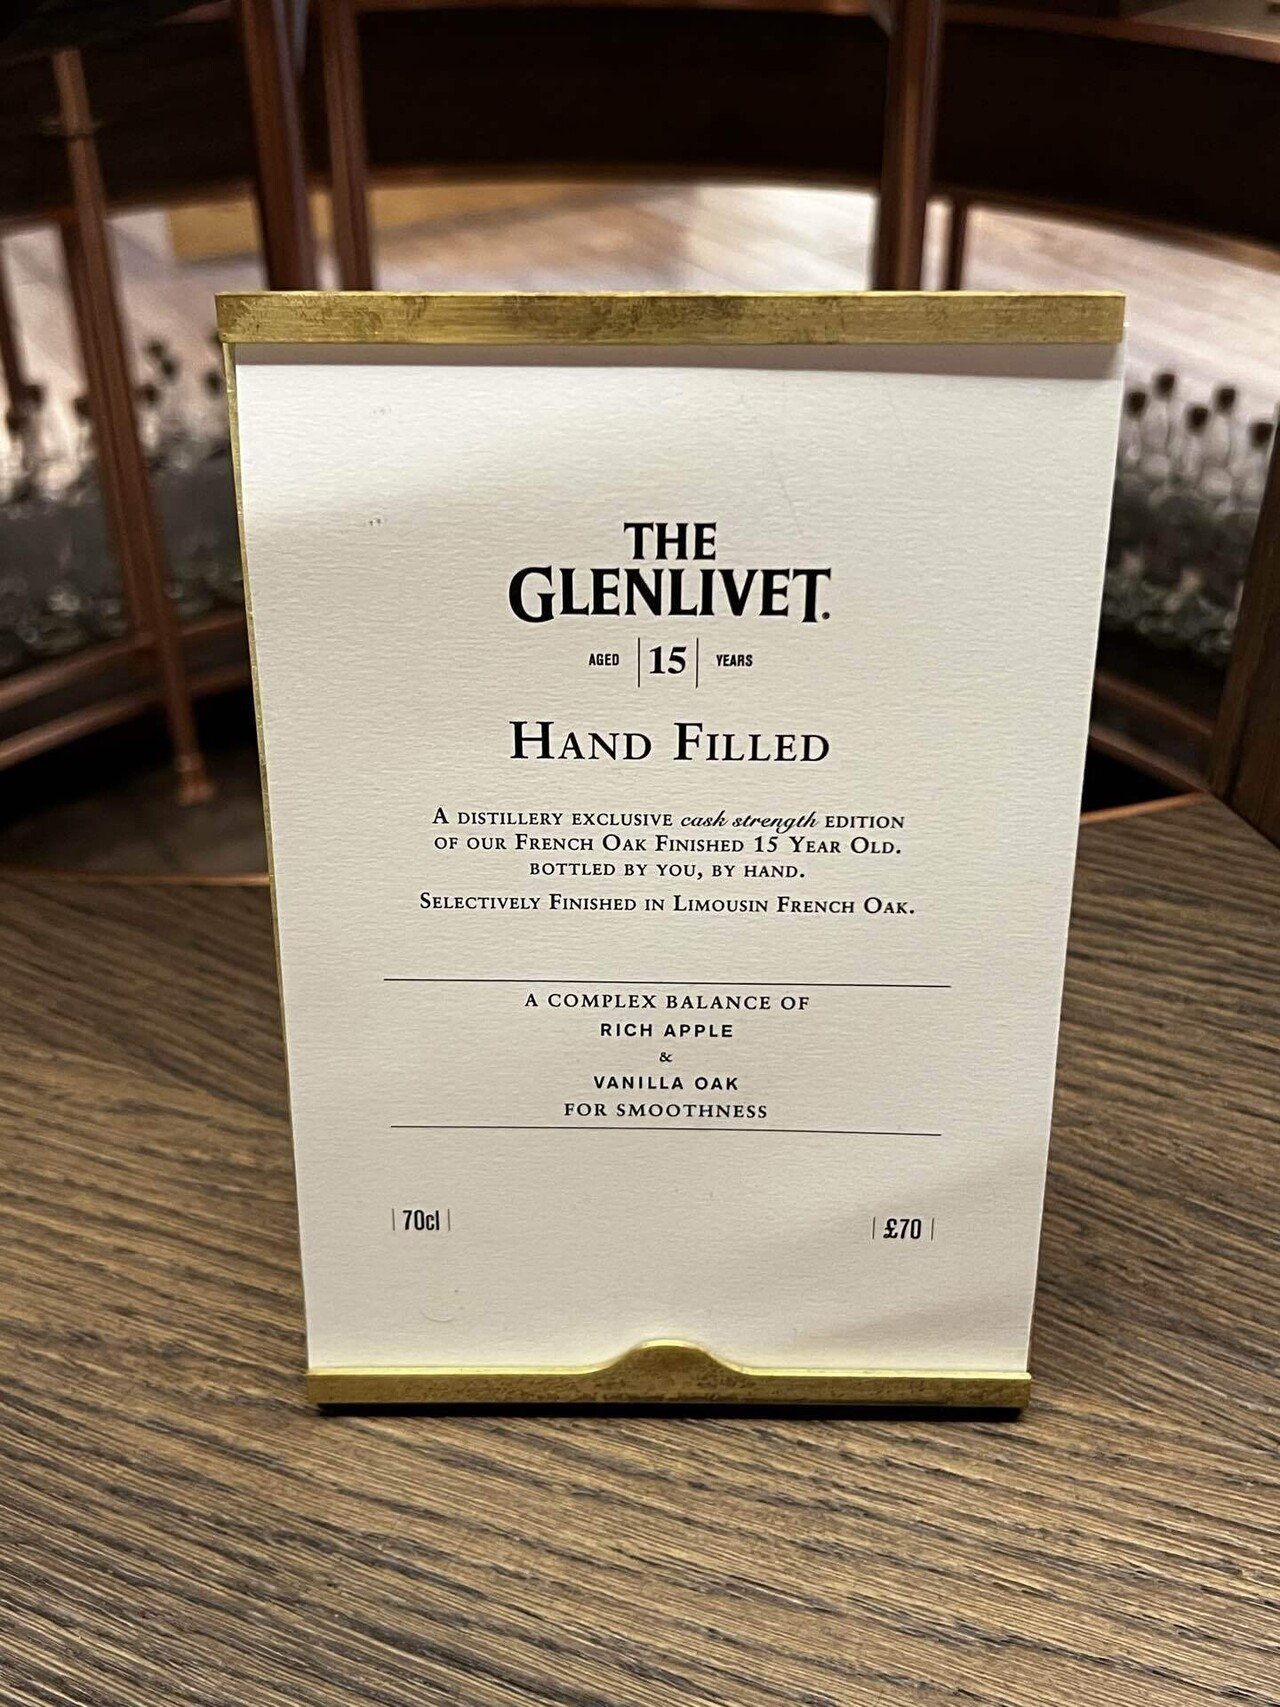 THE
GLENLIVET.
AGED |15| YEARS
HAND FILLED
A DISTILLERY EXCLUSIVE cask strength EDITION
OF OUR FRENCH OAK FINISHED 15 YEAR OLD.
BOTTLED BY YOU, BY HAND.
SELECTIVELY FINISHED IN LIMOUSIN FRENCH OAK.
A COMPLEX BALANCE OF
RICH APPLE
&
VANILLA OAK
FOR SMOOTHNESS
|70cl| |£70|